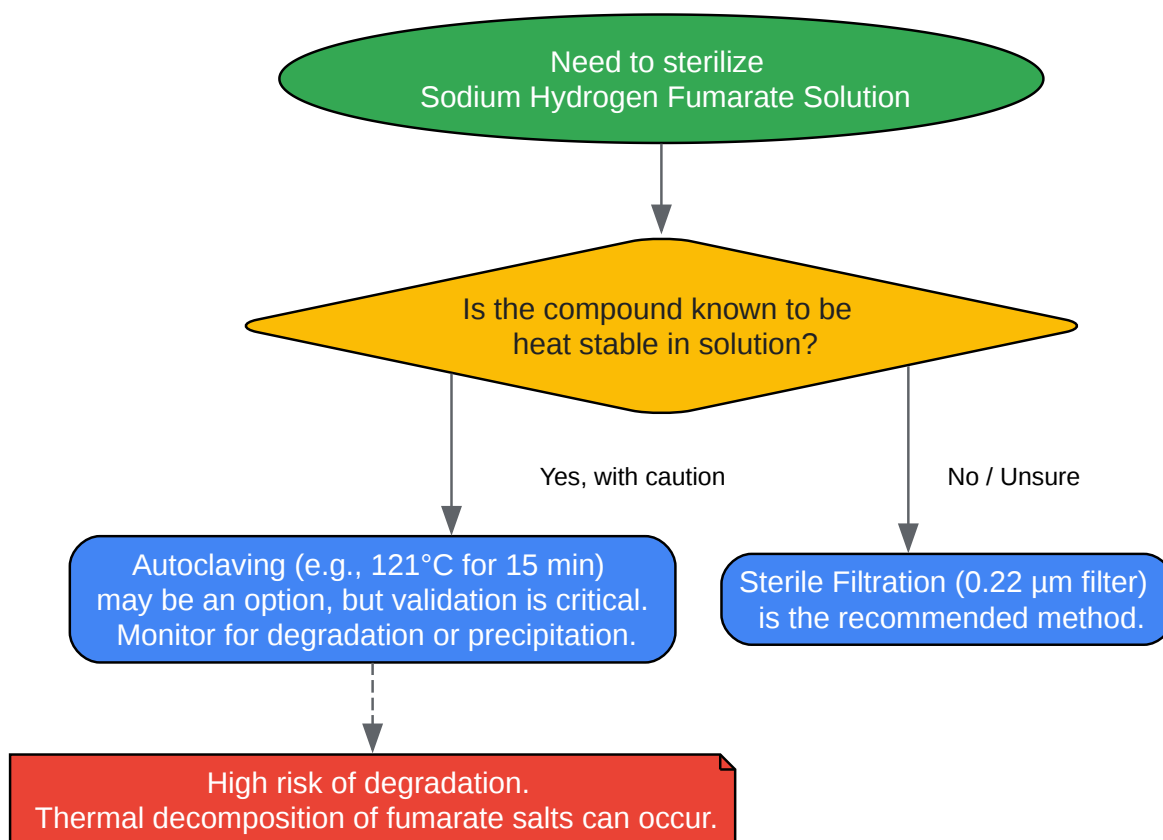 Need to sterilize
Sodium Hydrogen Fumarate Solution
Is the compound known to be
heat stable in solution?
Yes, with caution
No / Unsure
Autoclaving (e.g., 121°C for 15 min)
may be an option, but validation is critical.
Monitor for degradation or precipitation.
Sterile Filtration (0.22 µm filter)
is the recommended method.
High risk of degradation.
Thermal decomposition of fumarate salts can occur.